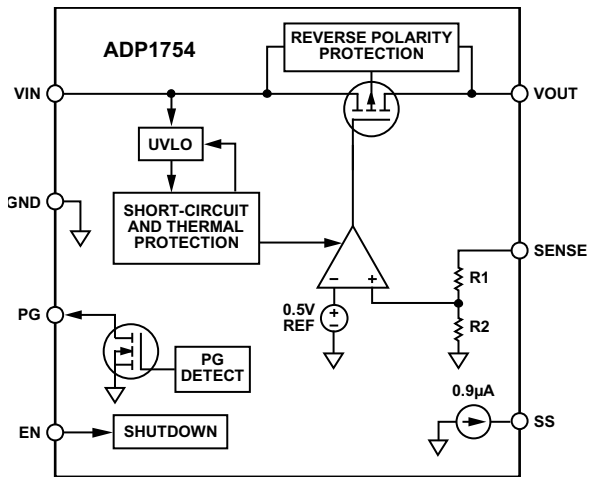 ADP1754
REVERSE POLARITY
PROTECTION
VIN
VOUT
UVLO
GND
SHORT-CIRCUIT
AND THERMAL
PROTECTION
SENSE
R1
– +
0.5V
REF
+
–
R2
PG
PG
DETECT
0.9µA
EN
SHUTDOWN
SS